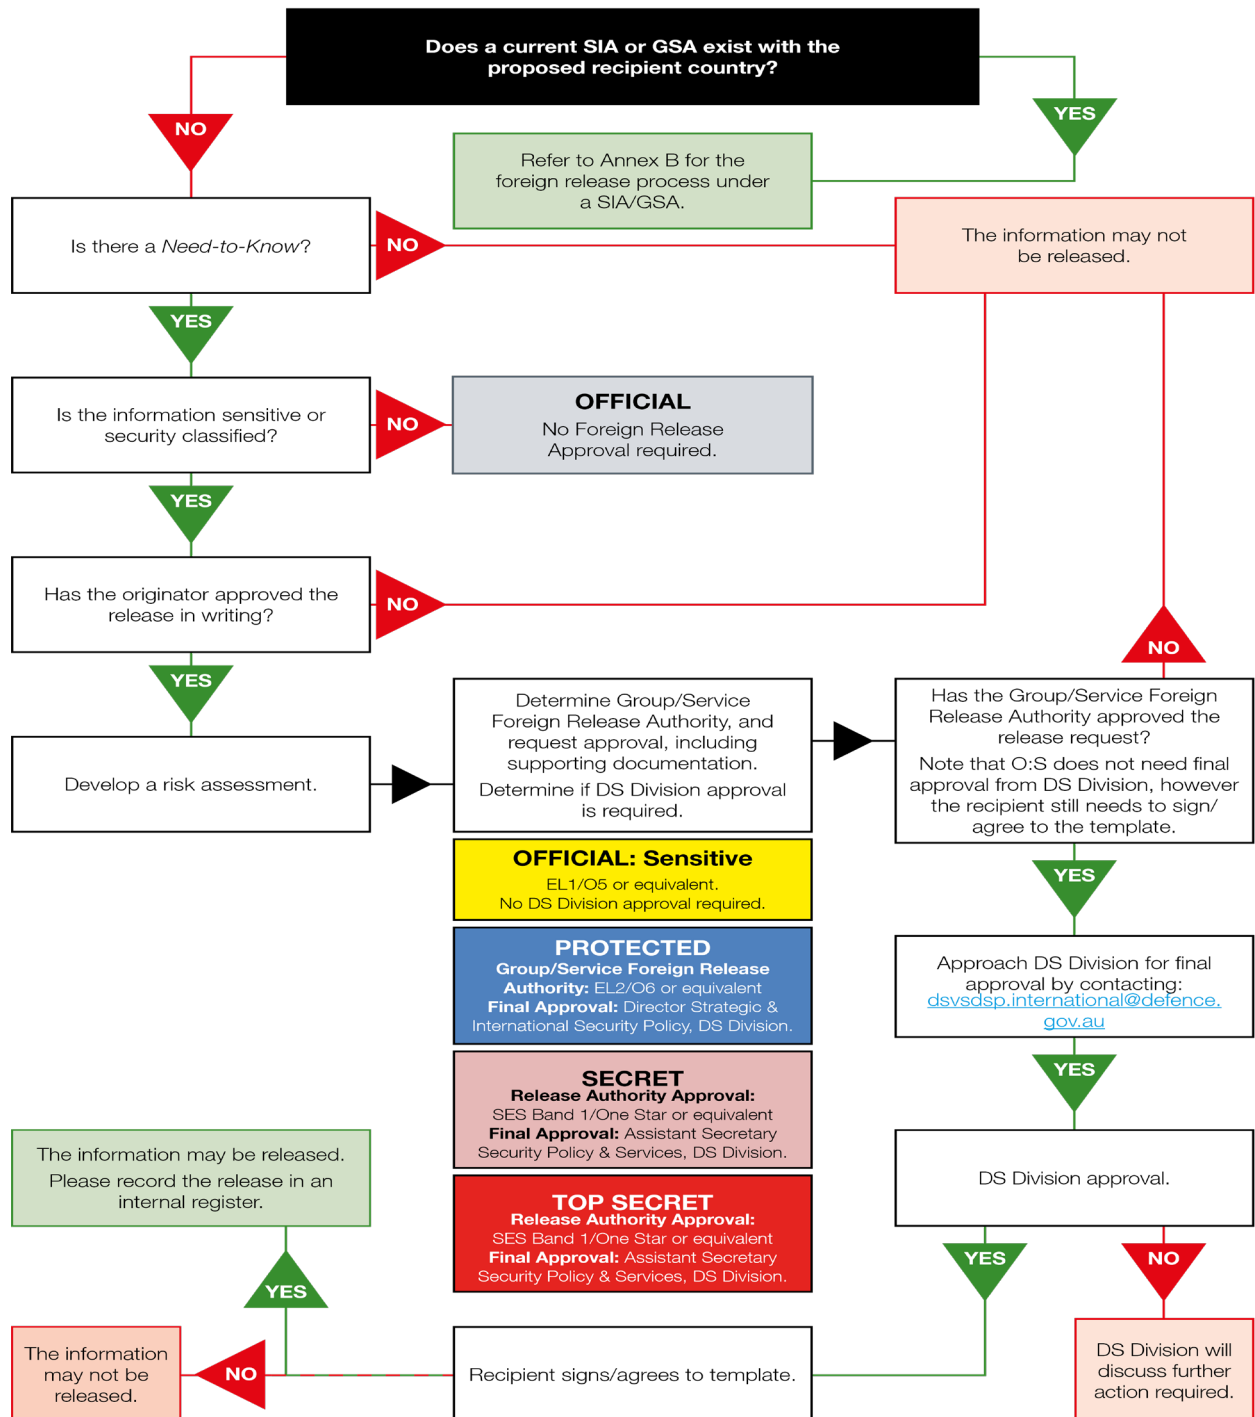 Does a current SIA or GSA exist with the
proposed recipient country?
NO
YES
Refer to Annex B for the
foreign release process under
a SIA/GSA.
Is there a Need-to-Know?
NO
The information may not
be released.
YES
Is the information sensitive or
security classified?
NO
OFFICIAL
No Foreign Release
Approval required.
YES
Has the originator approved the
release in writing?
NO
YES
NO
Develop a risk assessment.
Determine Group/Service
Foreign Release Authority, and
request approval, including
supporting documentation.
Determine if DS Division approval
is required.
Has the Group/Service Foreign
Release Authority approved the
release request?
Note that O:S does not need final
approval from DS Division, however
the recipient still needs to sign/
agree to the template.
OFFICIAL: Sensitive
EL1/O5 or equivalent.
No DS Division approval required.
YES
PROTECTED
Group/Service Foreign Release
Authority: EL2/O6 or equivalent
Final Approval: Director Strategic &
International Security Policy, DS Division.
Approach DS Division for final
approval by contacting:
dsvsdsp.international@defence.
gov.au
YES
SECRET
Release Authority Approval:
SES Band 1/One Star or equivalent
Final Approval: Assistant Secretary
Security Policy & Services, DS Division.
The information may be released.
Please record the release in an
internal register.
DS Division approval.
TOP SECRET
Release Authority Approval:
SES Band 1/One Star or equivalent
Final Approval: Assistant Secretary
Security Policy & Services, DS Division.
YES
YES
NO
The information
may not be
released.
NO
Recipient signs/agrees to template.
DS Division will
discuss further
action required.